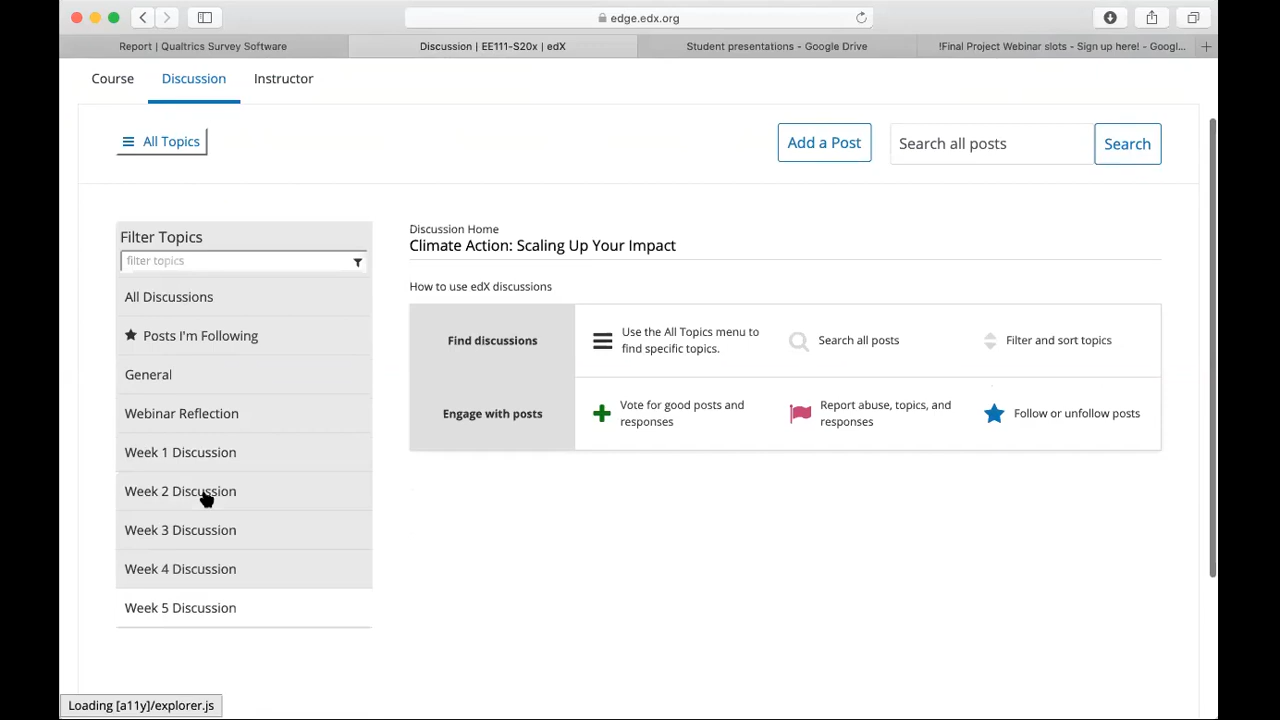 edge.edx.org
Report | Qualtrics Survey Software
Discussion | EE111-S20x | edX
Student presentations - Google Drive
!Final Project Webinar slots - Sign up here! - Googl...
Course
Discussion
Instructor
All Topics
Add a Post
Search all posts
Search
Filter Topics
filter topics
All Discussions
Posts I'm Following
General
Webinar Reflection
Week 1 Discussion
Week 2 Discussion
Week 3 Discussion
Week 4 Discussion
Week 5 Discussion
Discussion Home
Climate Action: Scaling Up Your Impact
How to use edX discussions
Find discussions
Use the All Topics menu to
find specific topics.
Search all posts
Filter and sort topics
Engage with posts
Vote for good posts and
responses
Report abuse, topics, and
responses
Follow or unfollow posts
Loading [a11y]/explorer.js